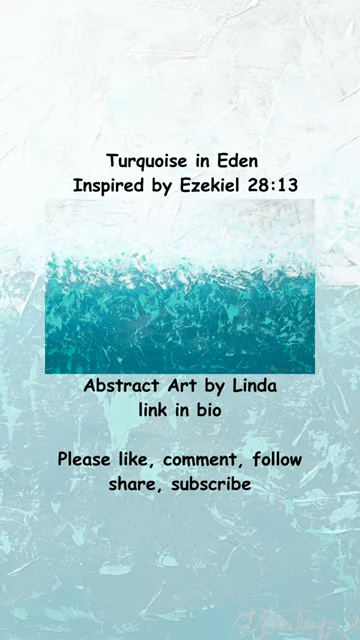 Turquoise in Eden
Inspired by Ezekiel 28:13
Abstract Art by Linda
link in bio
Please like, comment, follow
share, subscribe